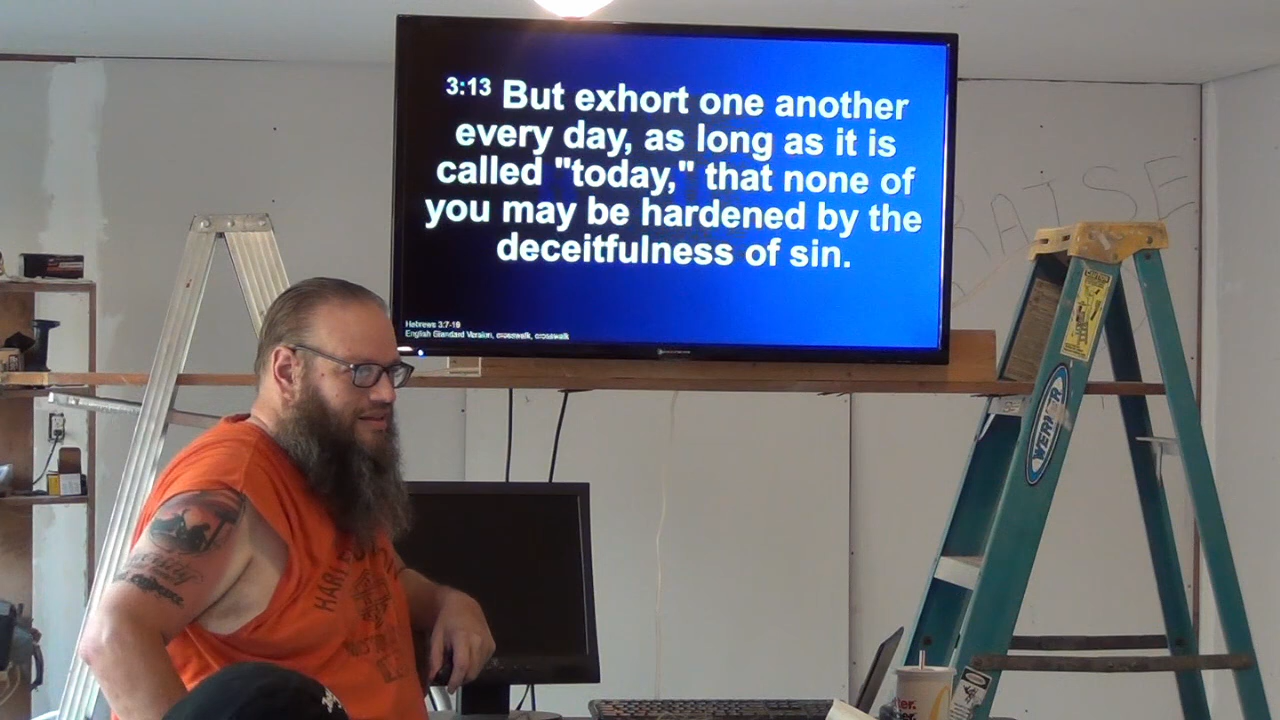 3:13 But exhort one another
every day, as long as it is
called "today," that none of
you may be hardened by the
deceitfulness of sin.
Hebrews 3:7-19
English Standard Version, crosswalk, crosswalk
RAISE
WERNER